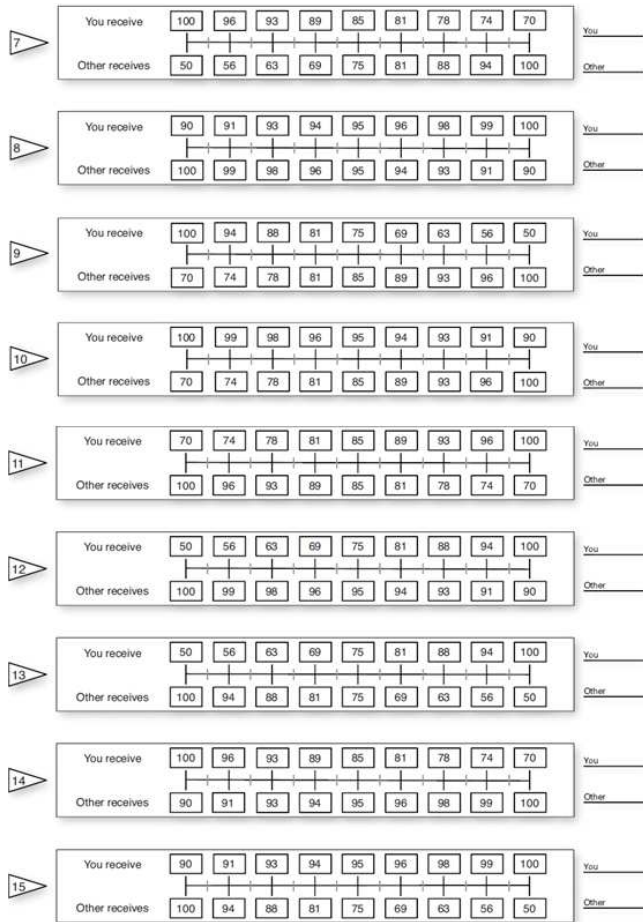 You receive 100 96 93 89 85 81 78 74 70
You
7
Other receives 50 56 63 69 75 81 88 94 100
Other
You receive 90 91 93 94 95 96 98 99 100
You
8
Other receives 100 99 98 96 95 94 93 91 90
Other
You receive 100 94 88 81 75 69 63 56 50
You
9
Other receives 70 74 78 81 85 89 93 96 100
Other
You receive 100 99 98 96 95 94 93 91 90
You
10
Other receives 70 74 78 81 85 89 93 96 100
Other
You receive 70 74 78 81 85 89 93 96 100
You
11
Other receives 100 96 93 89 85 81 78 74 70
Other
You receive 50 56 63 69 75 81 88 94 100
You
12
Other receives 100 99 98 96 95 94 93 91 90
Other
You receive 50 56 63 69 75 81 88 94 100
You
13
Other receives 100 94 88 81 75 69 63 56 50
Other
You receive 100 96 93 89 85 81 78 74 70
You
14
Other receives 90 91 93 94 95 96 98 99 100
Other
You receive 90 91 93 94 95 96 98 99 100
You
15
Other receives 100 94 88 81 75 69 63 56 50
Other